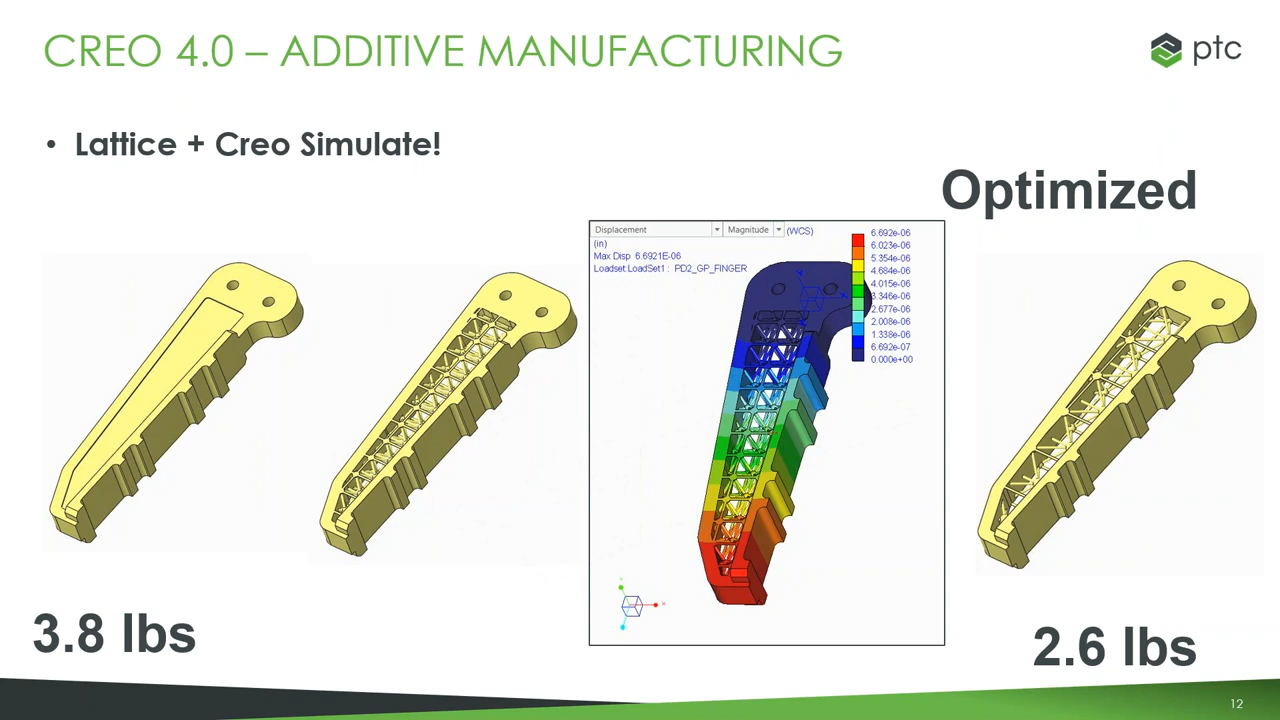 CREO 4.0 – ADDITIVE MANUFACTURING
ptc
• Lattice + Creo Simulate!
Optimized
Displacement
Magnitude
(WCS)
(in)
Max Disp 6.6921E-06
Loadset:LoadSet1 : PD2_GP_FINGER
6.692e-06
6.023e-06
5.354e-06
4.684e-06
4.015e-06
3.346e-06
2.677e-06
2.008e-06
1.338e-06
6.692e-07
0.000e+00
3.8 lbs
2.6 lbs
12